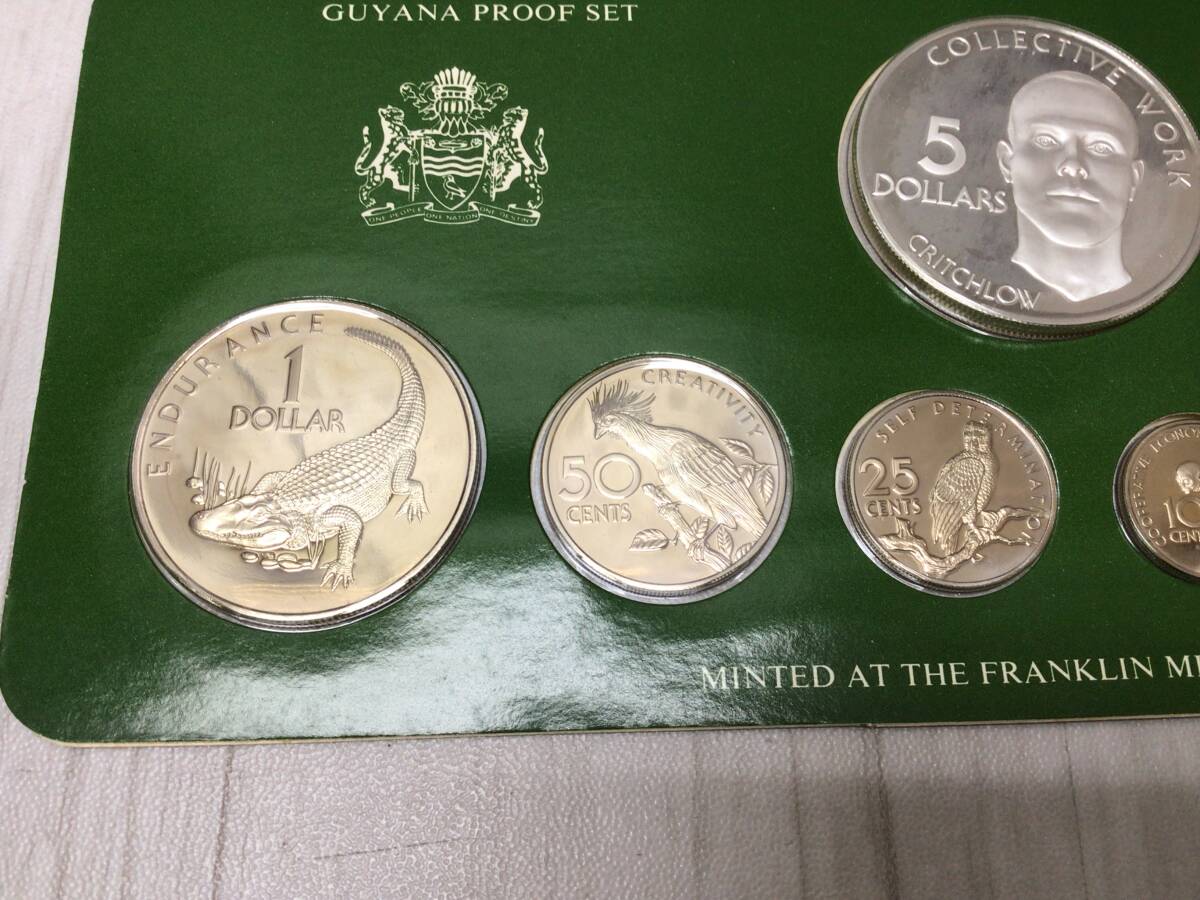 GUYANA PROOF SET
ONE PEOPLE ONE NATION ONE DESTINY
COLLECTIVE WORK
5
DOLLARS
CRITCHLOW
ENDURANCE
1
DOLLAR
CREATIVITY
50
CENTS
SELF DETERMINATION
25
CENTS
10
MINTED AT THE FRANKLIN